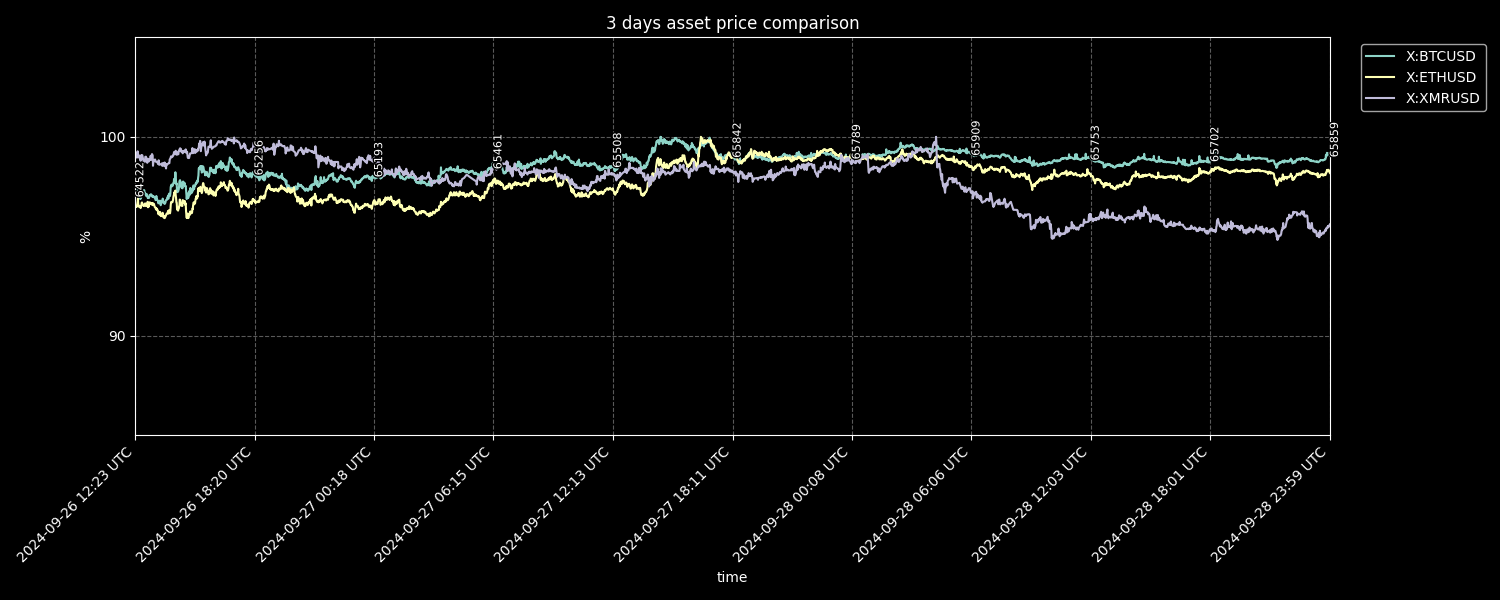 3 days asset price comparison
X:BTCUSD
X:ETHUSD
X:XMRUSD
%
100
90
64522
65256
65193
65461
65508
65842
65789
65909
65753
65702
65859
2024-09-26 12:23 UTC
2024-09-26 18:20 UTC
2024-09-27 00:18 UTC
2024-09-27 06:15 UTC
2024-09-27 12:13 UTC
2024-09-27 18:11 UTC
2024-09-28 00:08 UTC
2024-09-28 06:06 UTC
2024-09-28 12:03 UTC
2024-09-28 18:01 UTC
2024-09-28 23:59 UTC
time